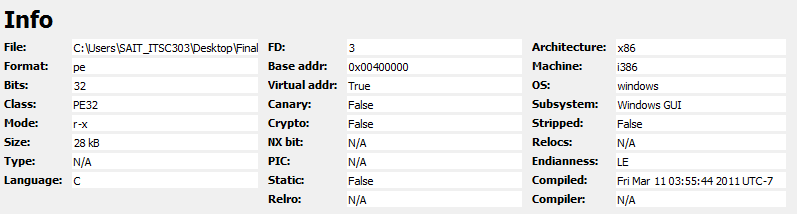 Info
File: C:\Users\SAIT_ITSC303\Desktop\Final FD: 3 Architecture: x86
Format: pe Base addr: 0x00400000 Machine: i386
Bits: 32 Virtual addr: True OS: windows
Class: PE32 Canary: False Subsystem: Windows GUI
Mode: r-x Crypto: False Stripped: False
Size: 28 kB NX bit: N/A Relocs: N/A
Type: N/A PIC: N/A Endianness: LE
Language: C Static: False Compiled: Fri Mar 11 03:55:44 2011 UTC-7
Relro: N/A Compiler: N/A